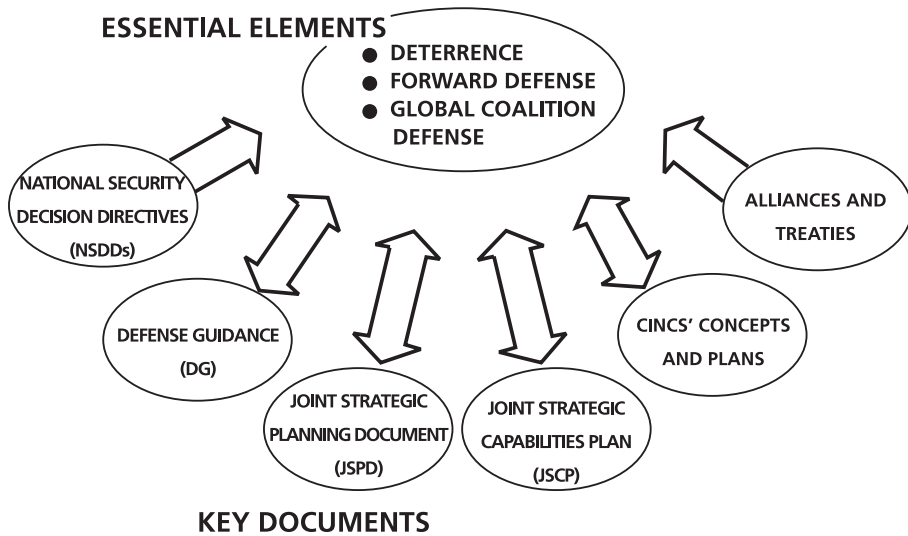 ESSENTIAL ELEMENTS
● DETERRENCE
● FORWARD DEFENSE
● GLOBAL COALITION
DEFENSE
NATIONAL SECURITY
DECISION DIRECTIVES
(NSDDs)
ALLIANCES AND
TREATIES
DEFENSE GUIDANCE
(DG)
CINCS’ CONCEPTS
AND PLANS
JOINT STRATEGIC
PLANNING DOCUMENT
(JSPD)
JOINT STRATEGIC
CAPABILITIES PLAN
(JSCP)
KEY DOCUMENTS